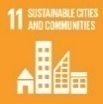 11 SUSTAINABLE CITIES
AND COMMUNITIES